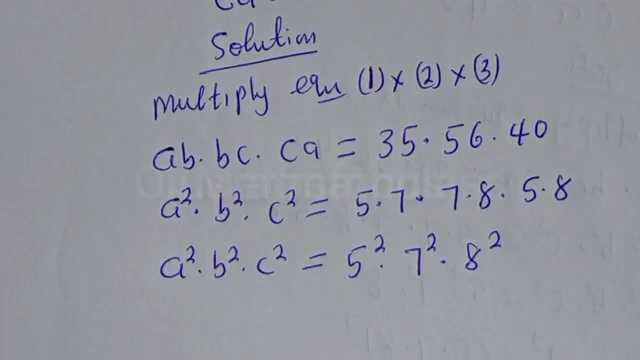 Solution
multiply equ (1) × (2) × (3)
ab · bc · ca = 35 · 56 · 40
a² · b² · c² = 5 · 7 · 7 · 8 · 5 · 8
a² · b² · c² = 5² · 7² · 8²